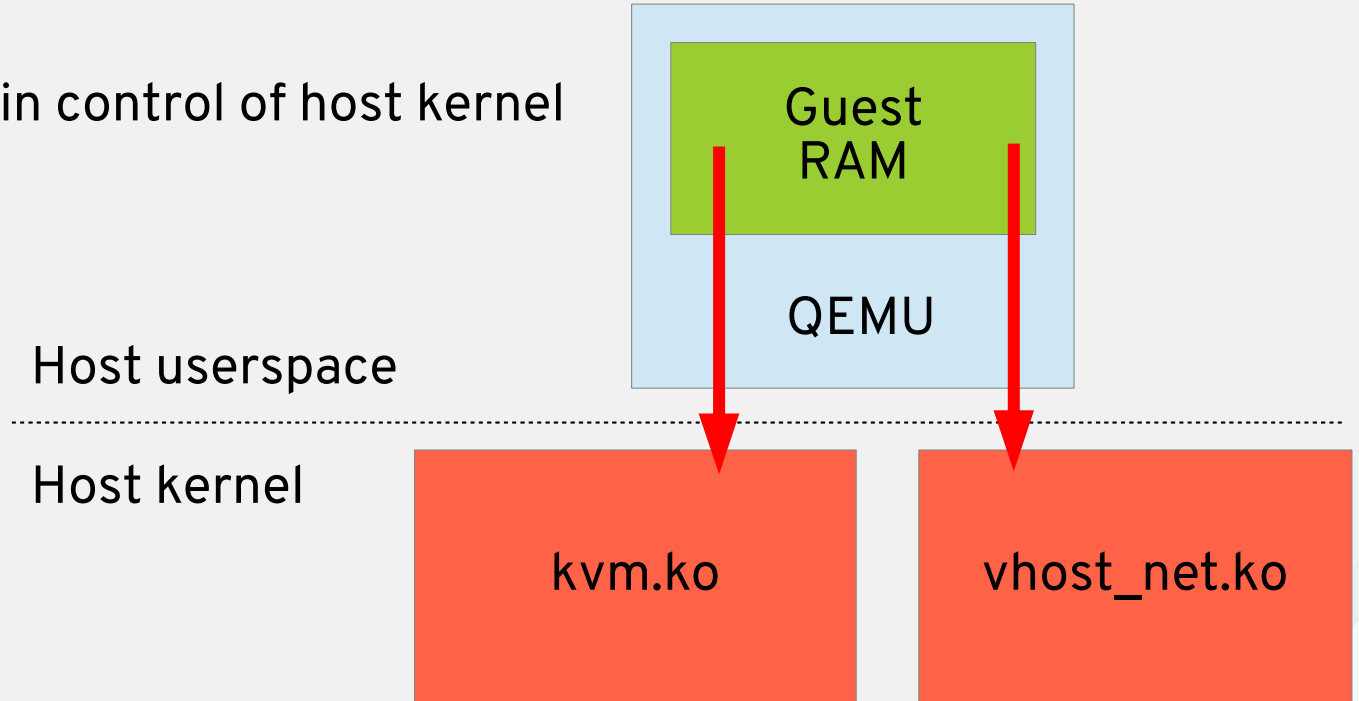 in control of host kernel
Guest
RAM
QEMU
Host userspace
Host kernel
kvm.ko
vhost_net.ko